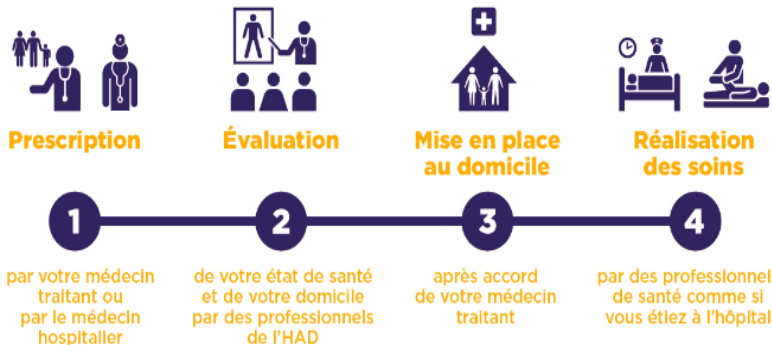 Prescription
Évaluation
Mise en place
au domicile
Réalisation
des soins
1
2
3
4
par votre médecin
traitant ou
par le médecin
hospitalier
de votre état de santé
et de votre domicile
par des professionnels
de l'HAD
après accord
de votre médecin
traitant
par des professionnel
de santé comme si
vous étiez à l'hôpital